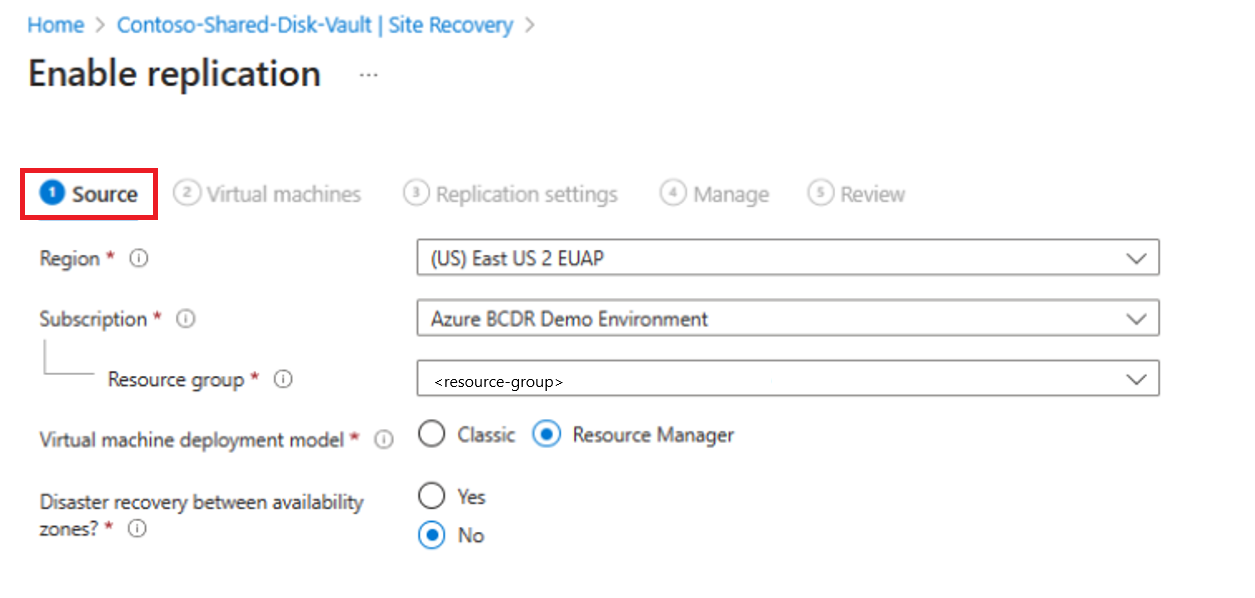 Home > Contoso-Shared-Disk-Vault | Site Recovery >
Enable replication ...
1 Source 2 Virtual machines 3 Replication settings 4 Manage 5 Review
Region * (US) East US 2 EUAP
Subscription * Azure BCDR Demo Environment
Resource group * <resource-group>
Virtual machine deployment model * Classic Resource Manager
Disaster recovery between availability
zones? *
Yes
No